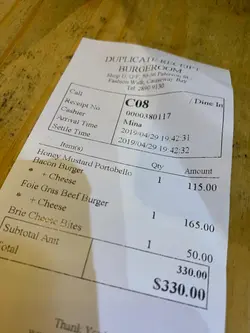 DUPLICATE RECEIPT
BURGEROOM
Fashion Walk, Causeway Bay
Call C08 / Dine In
Receipt No. 0000380117
Cashier Mina
Arrival Time 2019/04/29 19:42:31
Settle Time 2019/04/29 19:42:32
Item(s) Qty Amount
Honey Mustard Portobello
Bacon Burger 1 115.00
* + Cheese
Foie Gras Beef Burger 1 165.00
* + Cheese
Brie Cheese Bites 1 50.00
Subtotal Amt 330.00
Total $330.00